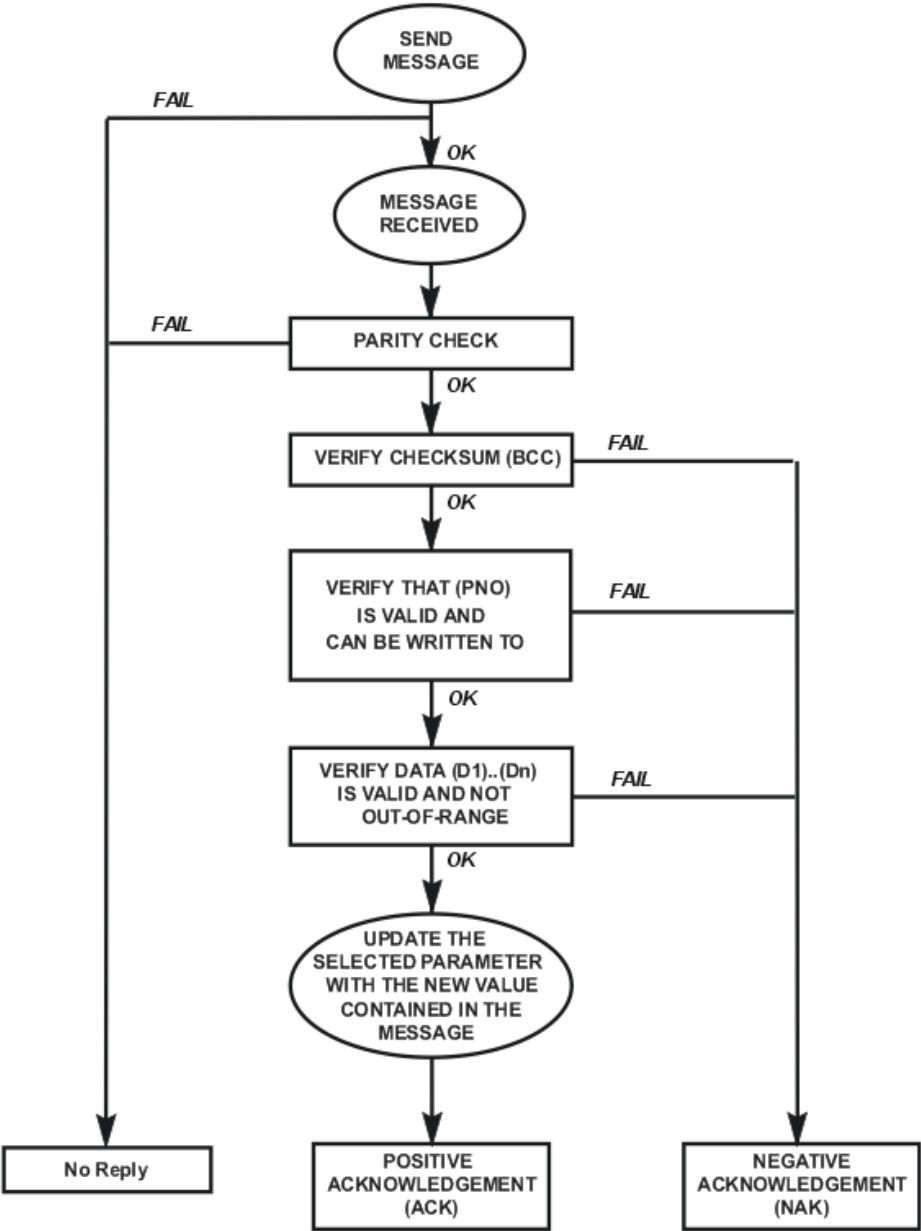 SEND
MESSAGE
FAIL
OK
MESSAGE
RECEIVED
FAIL
PARITY CHECK
OK
VERIFY CHECKSUM (BCC)
FAIL
OK
VERIFY THAT (PNO)
IS VALID AND
CAN BE WRITTEN TO
FAIL
OK
VERIFY DATA (D1)..(Dn)
IS VALID AND NOT
OUT-OF-RANGE
FAIL
OK
UPDATE THE
SELECTED PARAMETER
WITH THE NEW VALUE
CONTAINED IN THE
MESSAGE
No Reply
POSITIVE
ACKNOWLEDGEMENT
(ACK)
NEGATIVE
ACKNOWLEDGEMENT
(NAK)